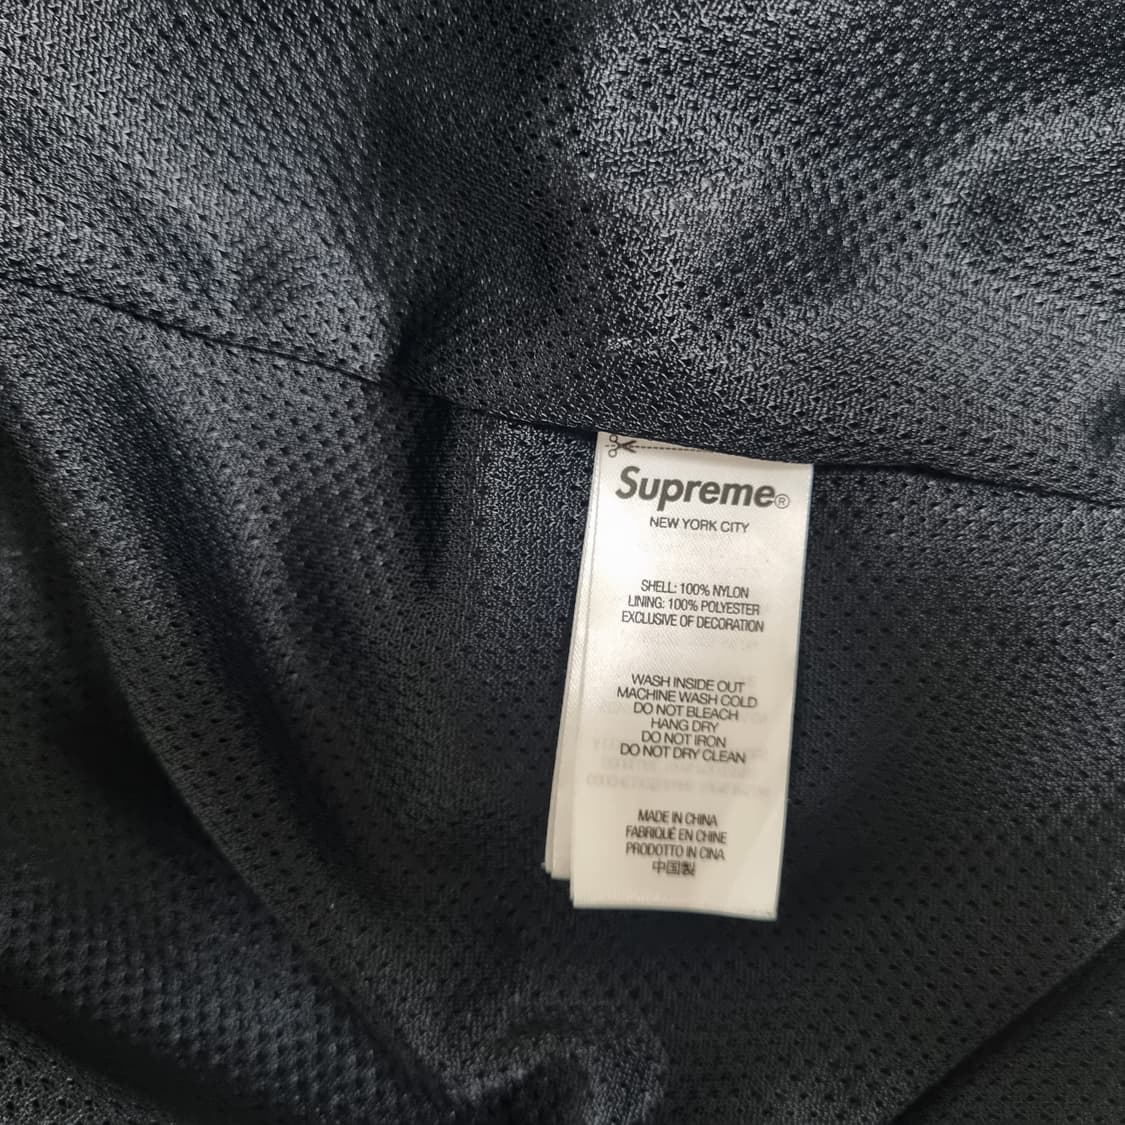 Supreme®
NEW YORK CITY
SHELL: 100% NYLON
LINING: 100% POLYESTER
EXCLUSIVE OF DECORATION
WASH INSIDE OUT
MACHINE WASH COLD
DO NOT BLEACH
HANG DRY
DO NOT IRON
DO NOT DRY CLEAN
MADE IN CHINA
FABRIQUÉ EN CHINE
PRODOTTO IN CINA
中国製